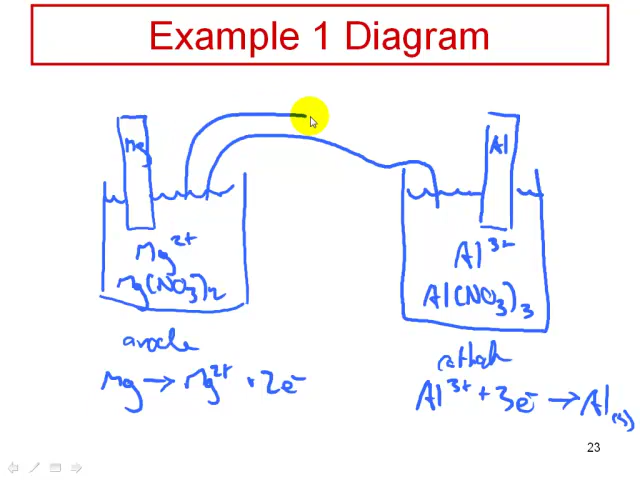 Example 1 Diagram
Mg
Al
Mg²⁺
Mg(NO₃)₂
Al³⁺
Al(NO₃)₃
anode
Mg → Mg²⁺ + 2e⁻
Al³⁺ + 3e⁻ → Al(s)
23